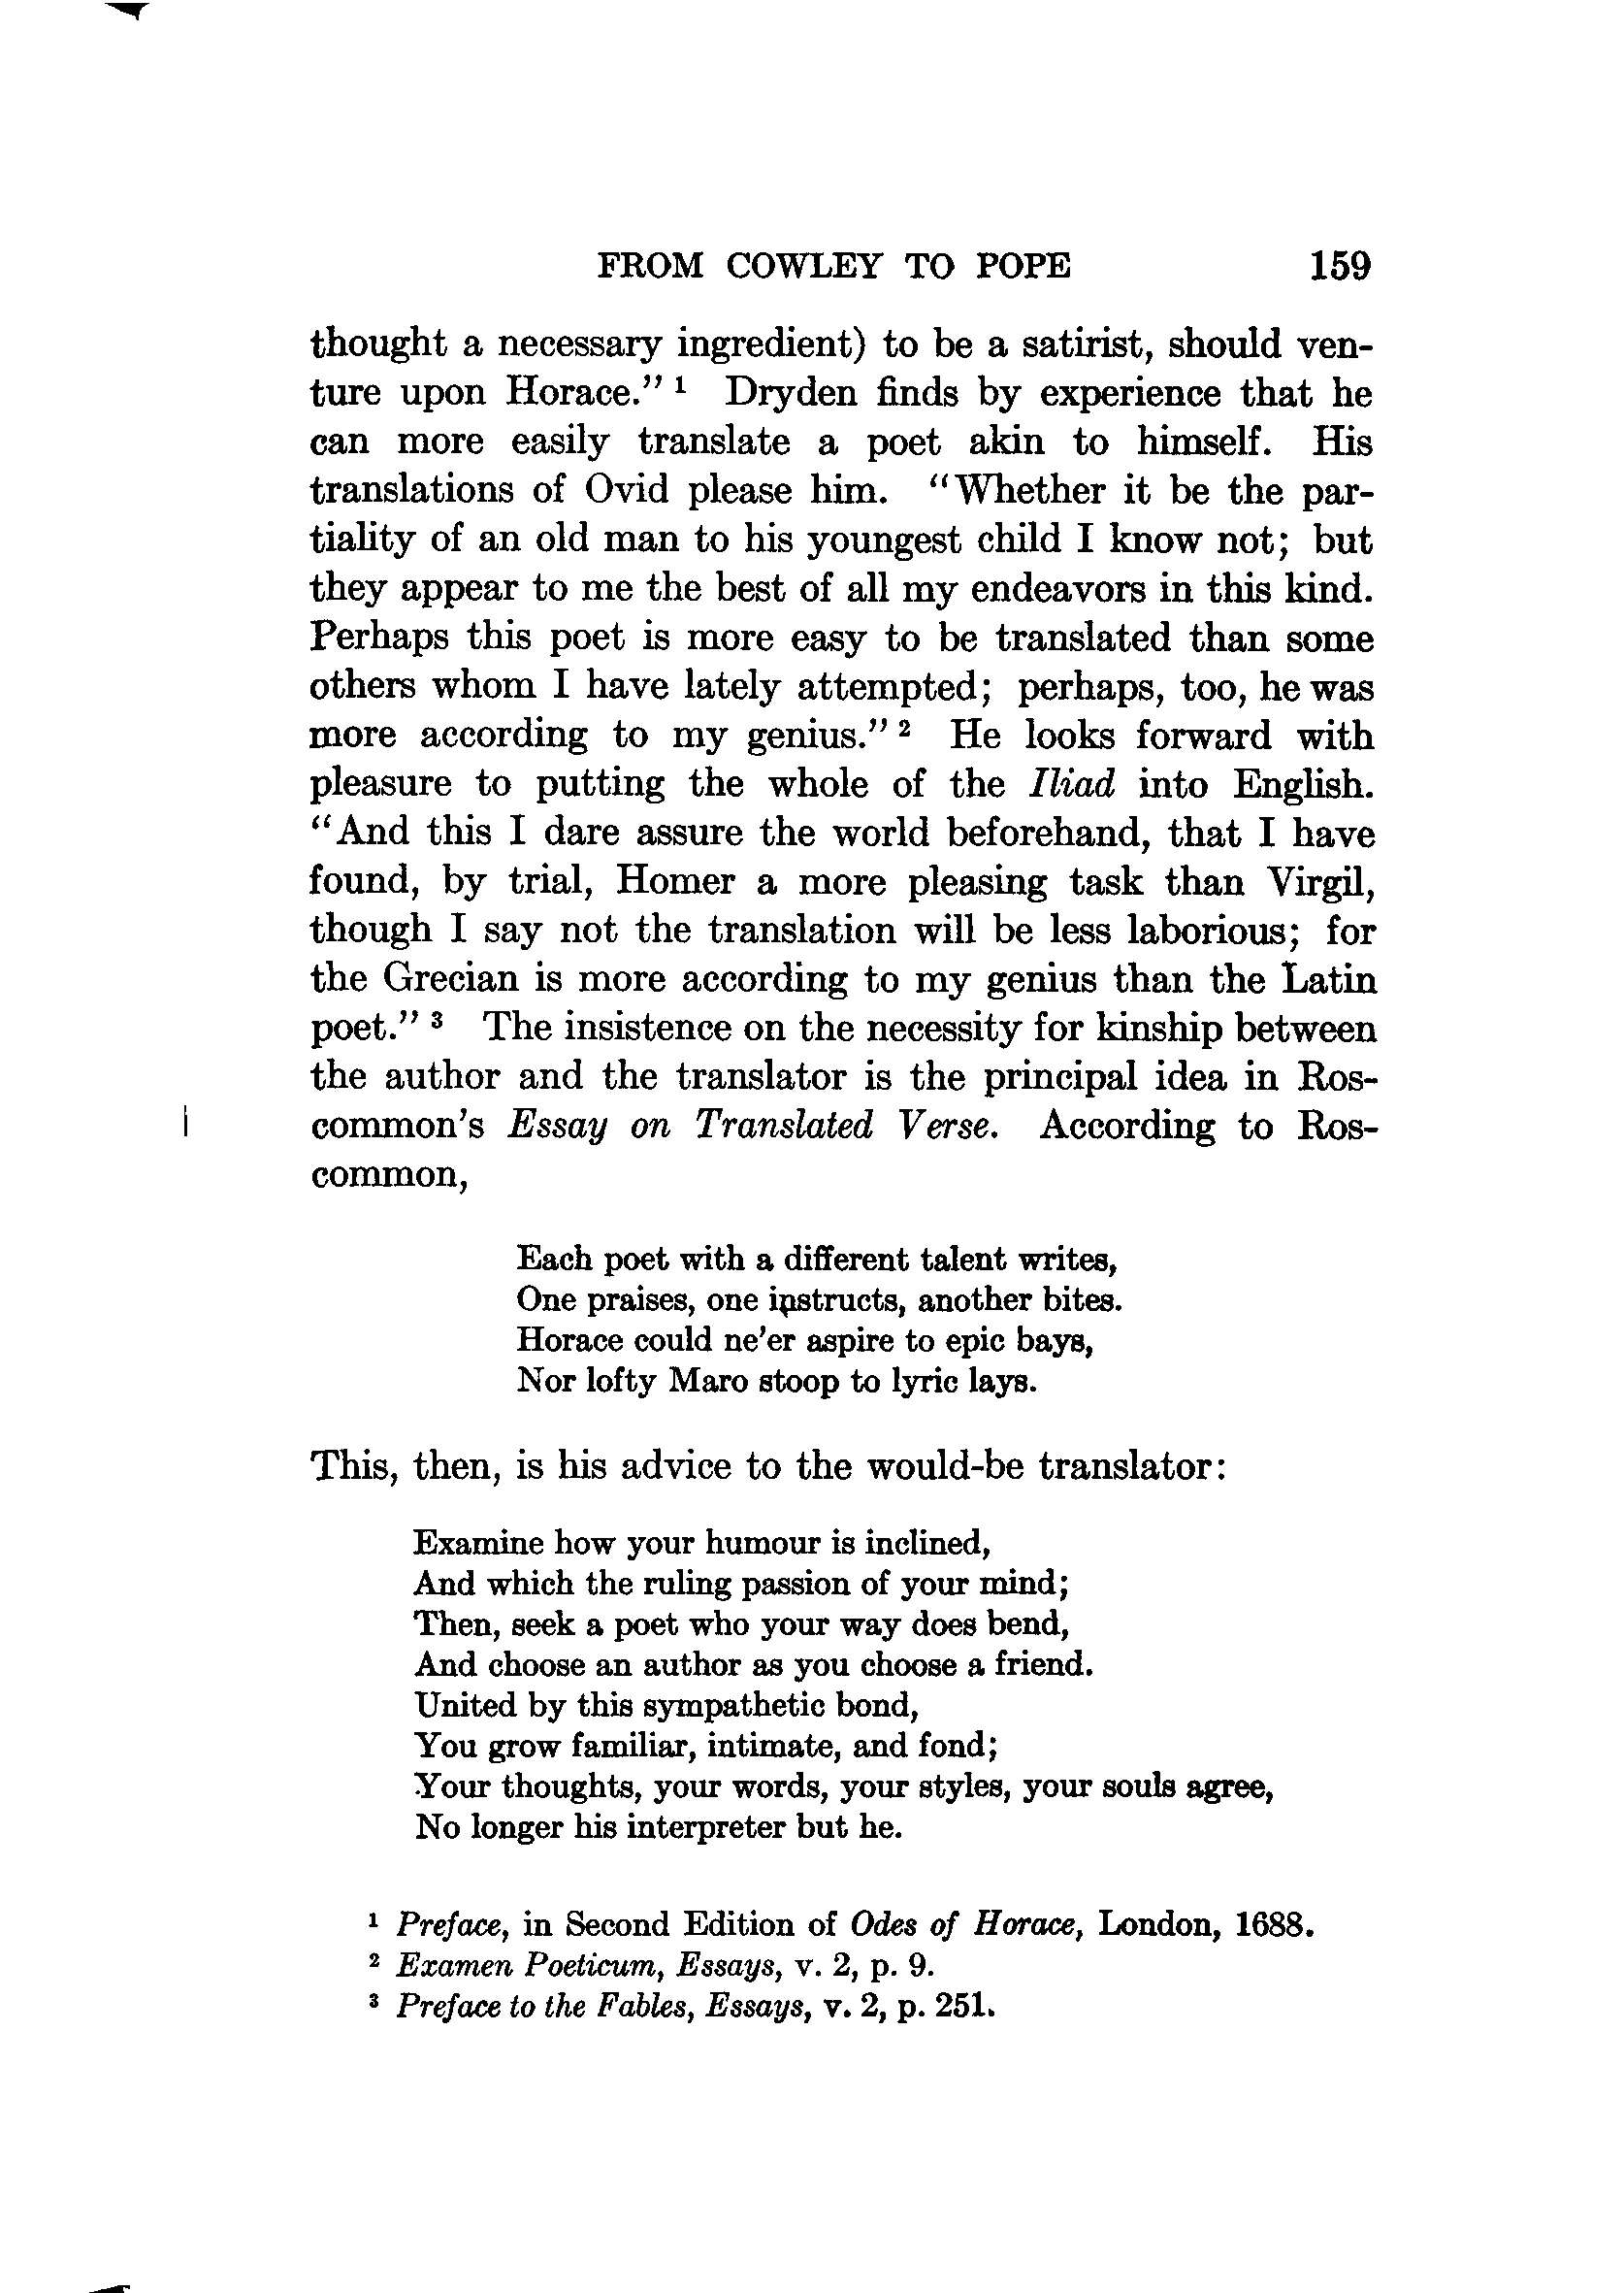 FROM COWLEY TO POPE 159
thought a necessary ingredient) to be a satirist, should ven-
ture upon Horace.” ¹ Dryden finds by experience that he
can more easily translate a poet akin to himself. His
translations of Ovid please him. “Whether it be the par-
tiality of an old man to his youngest child I know not; but
they appear to me the best of all my endeavors in this kind.
Perhaps this poet is more easy to be translated than some
others whom I have lately attempted; perhaps, too, he was
more according to my genius.” ² He looks forward with
pleasure to putting the whole of the Iliad into English.
“And this I dare assure the world beforehand, that I have
found, by trial, Homer a more pleasing task than Virgil,
though I say not the translation will be less laborious; for
the Grecian is more according to my genius than the Latin
poet.” ³ The insistence on the necessity for kinship between
the author and the translator is the principal idea in Ros-
common’s Essay on Translated Verse. According to Ros-
common,
Each poet with a different talent writes,
One praises, one instructs, another bites.
Horace could ne’er aspire to epic bays,
Nor lofty Maro stoop to lyric lays.
This, then, is his advice to the would-be translator:
Examine how your humour is inclined,
And which the ruling passion of your mind;
Then, seek a poet who your way does bend,
And choose an author as you choose a friend.
United by this sympathetic bond,
You grow familiar, intimate, and fond;
Your thoughts, your words, your styles, your souls agree,
No longer his interpreter but he.
¹ Preface, in Second Edition of Odes of Horace, London, 1688.
² Examen Poeticum, Essays, v. 2, p. 9.
³ Preface to the Fables, Essays, v. 2, p. 251.